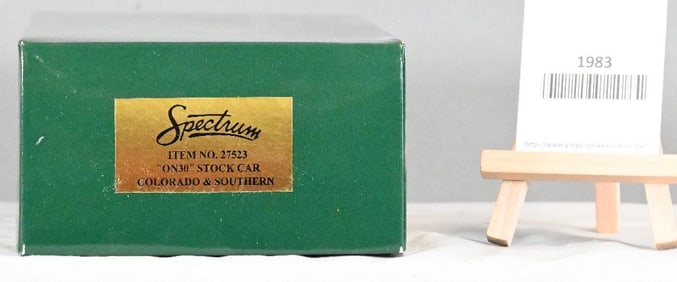 Spectrum
ITEM NO. 27523
"ON30" STOCK CAR
COLORADO & SOUTHERN
1983